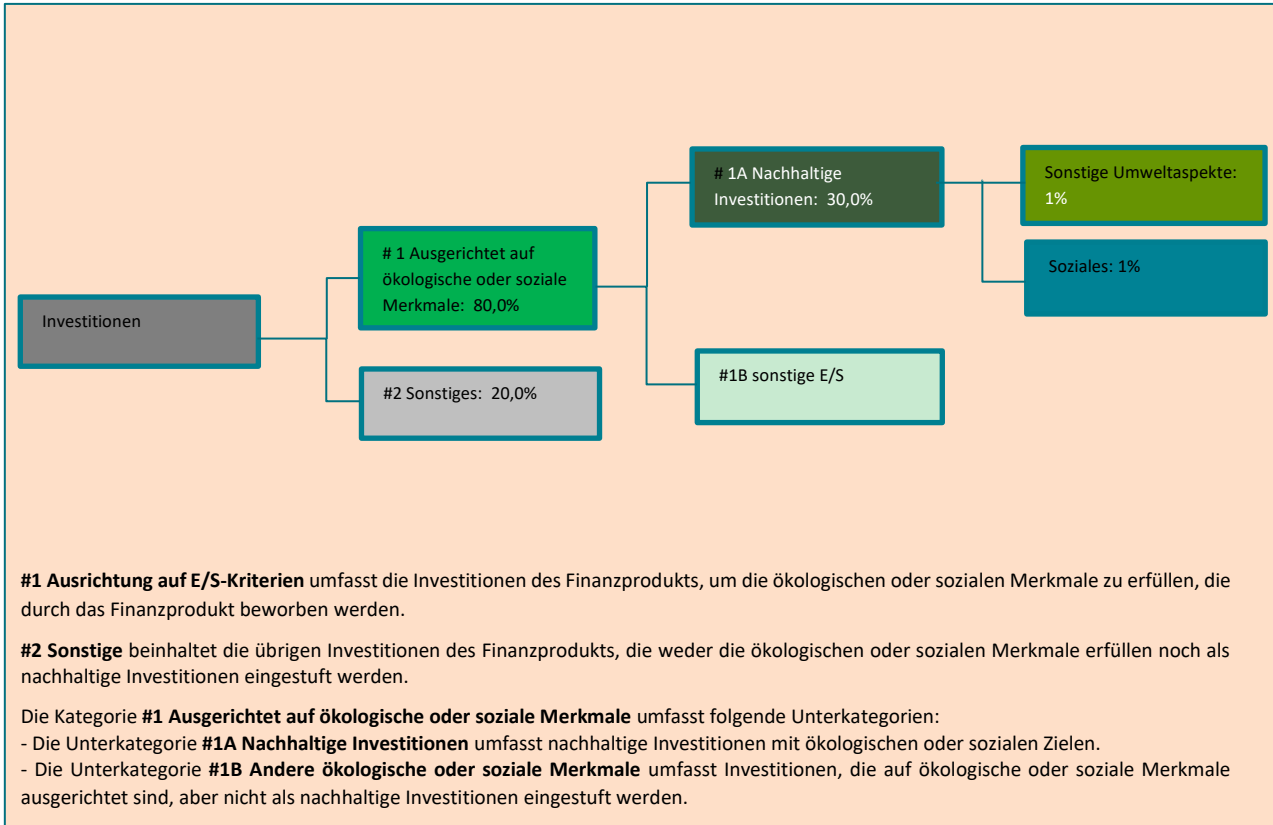 # 1A Nachhaltige
Investitionen: 30,0%
Sonstige Umweltaspekte:
1%
# 1 Ausgerichtet auf
ökologische oder soziale
Merkmale: 80,0%
Soziales: 1%
Investitionen
#2 Sonstiges: 20,0%
#1B sonstige E/S
#1 Ausrichtung auf E/S-Kriterien umfasst die Investitionen des Finanzprodukts, um die ökologischen oder sozialen Merkmale zu erfüllen, die
durch das Finanzprodukt beworben werden.
#2 Sonstige beinhaltet die übrigen Investitionen des Finanzprodukts, die weder die ökologischen oder sozialen Merkmale erfüllen noch als
nachhaltige Investitionen eingestuft werden.
Die Kategorie #1 Ausgerichtet auf ökologische oder soziale Merkmale umfasst folgende Unterkategorien:
- Die Unterkategorie #1A Nachhaltige Investitionen umfasst nachhaltige Investitionen mit ökologischen oder sozialen Zielen.
- Die Unterkategorie #1B Andere ökologische oder soziale Merkmale umfasst Investitionen, die auf ökologische oder soziale Merkmale
ausgerichtet sind, aber nicht als nachhaltige Investitionen eingestuft werden.